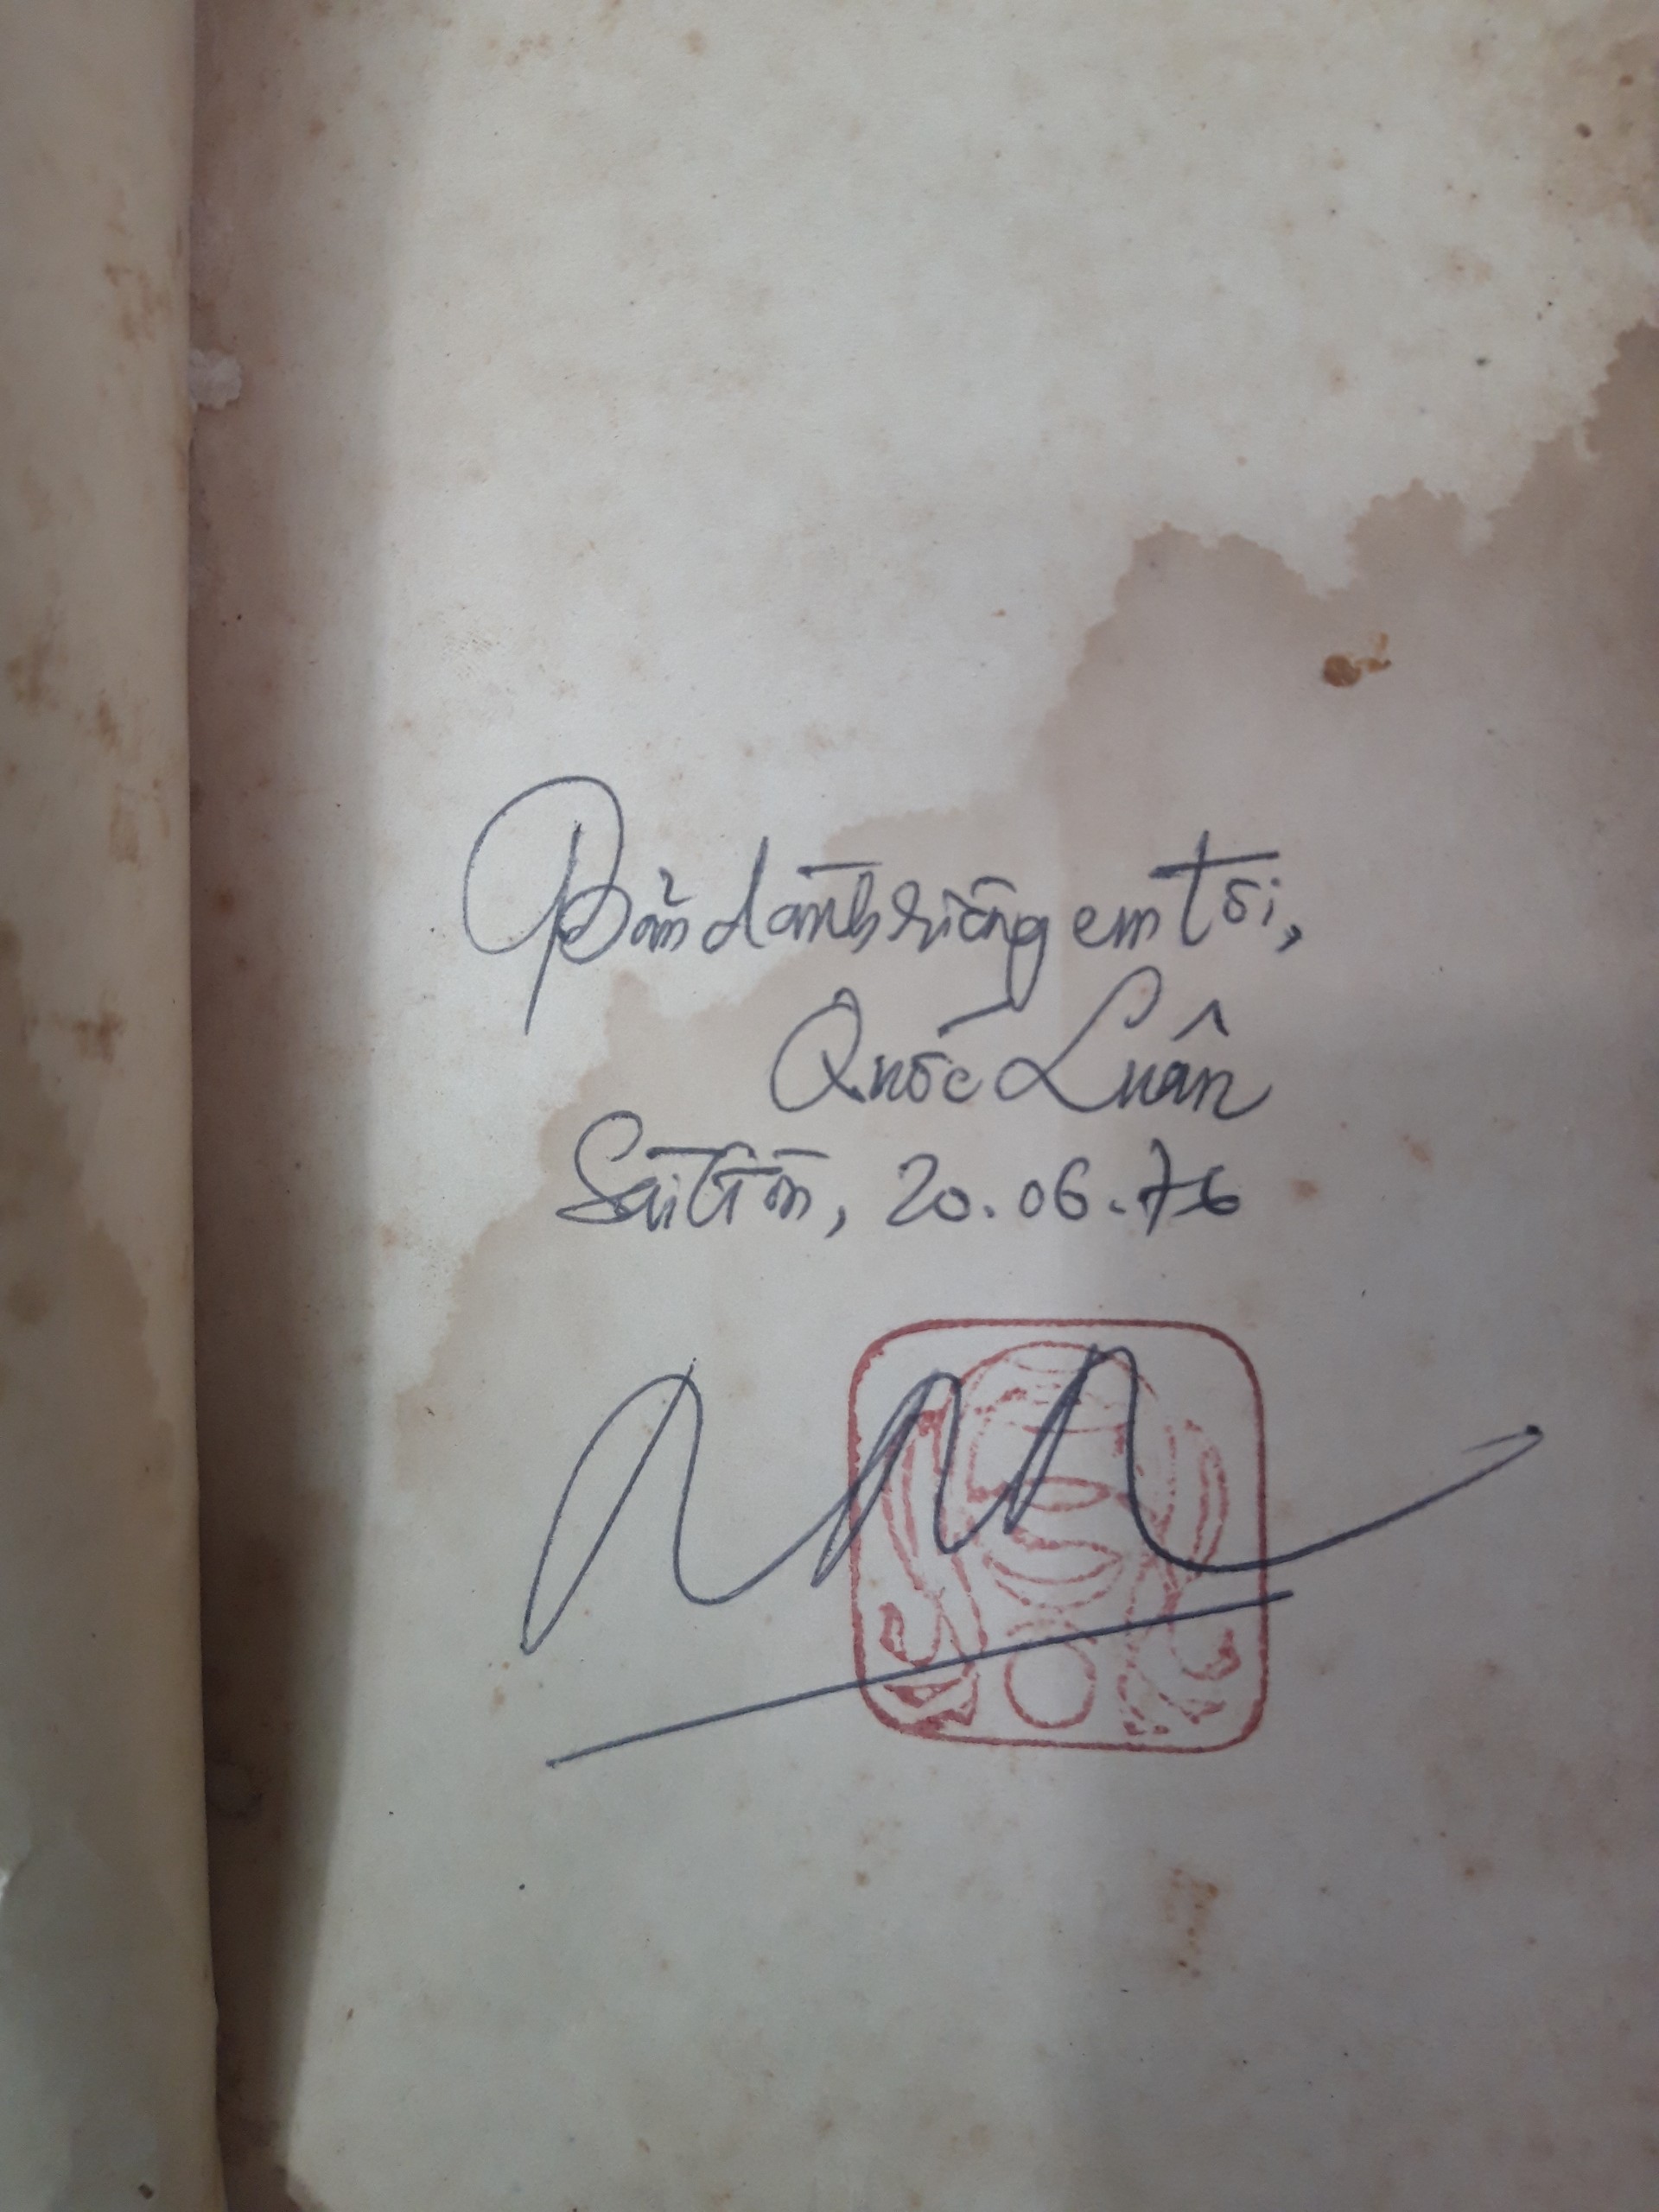 Bản dành riêng em tôi,
Quốc Luân
Sài Gòn, 20.06.76